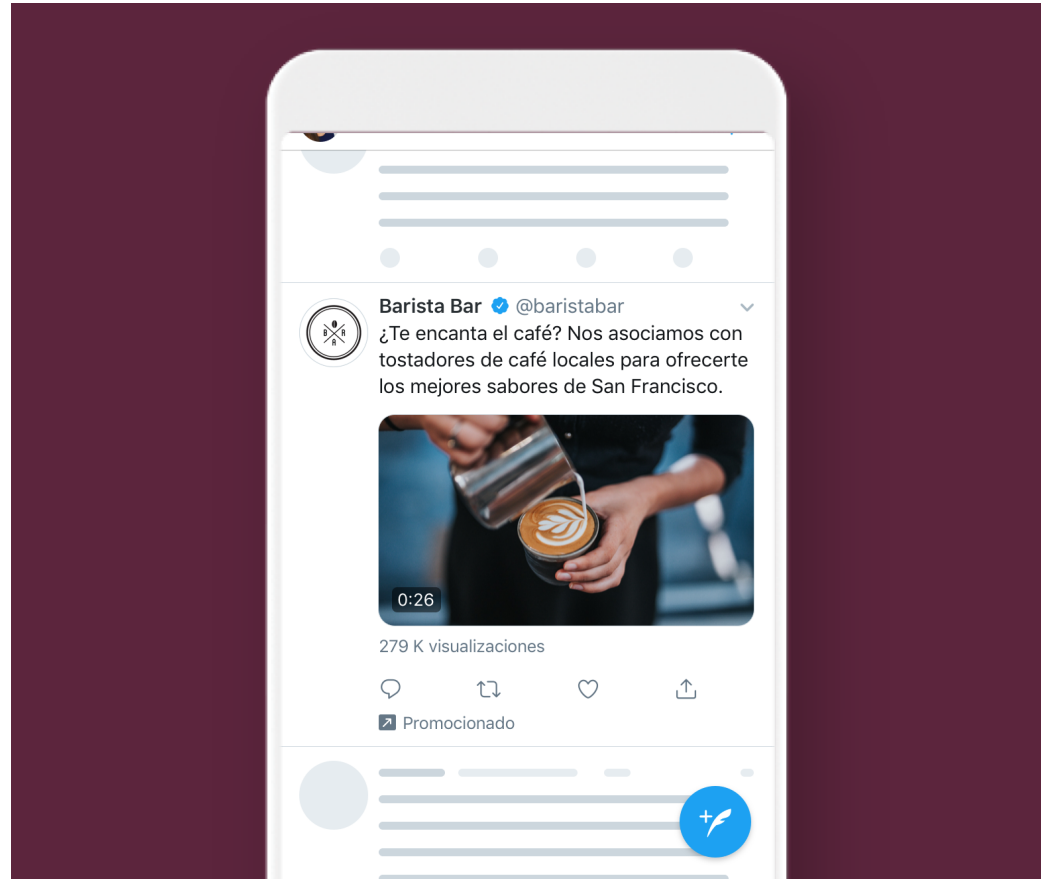 Barista Bar @baristabar
¿Te encanta el café? Nos asociamos con
tostadores de café locales para ofrecerte
los mejores sabores de San Francisco.
B R
A
0:26
279 K visualizaciones
Promocionado